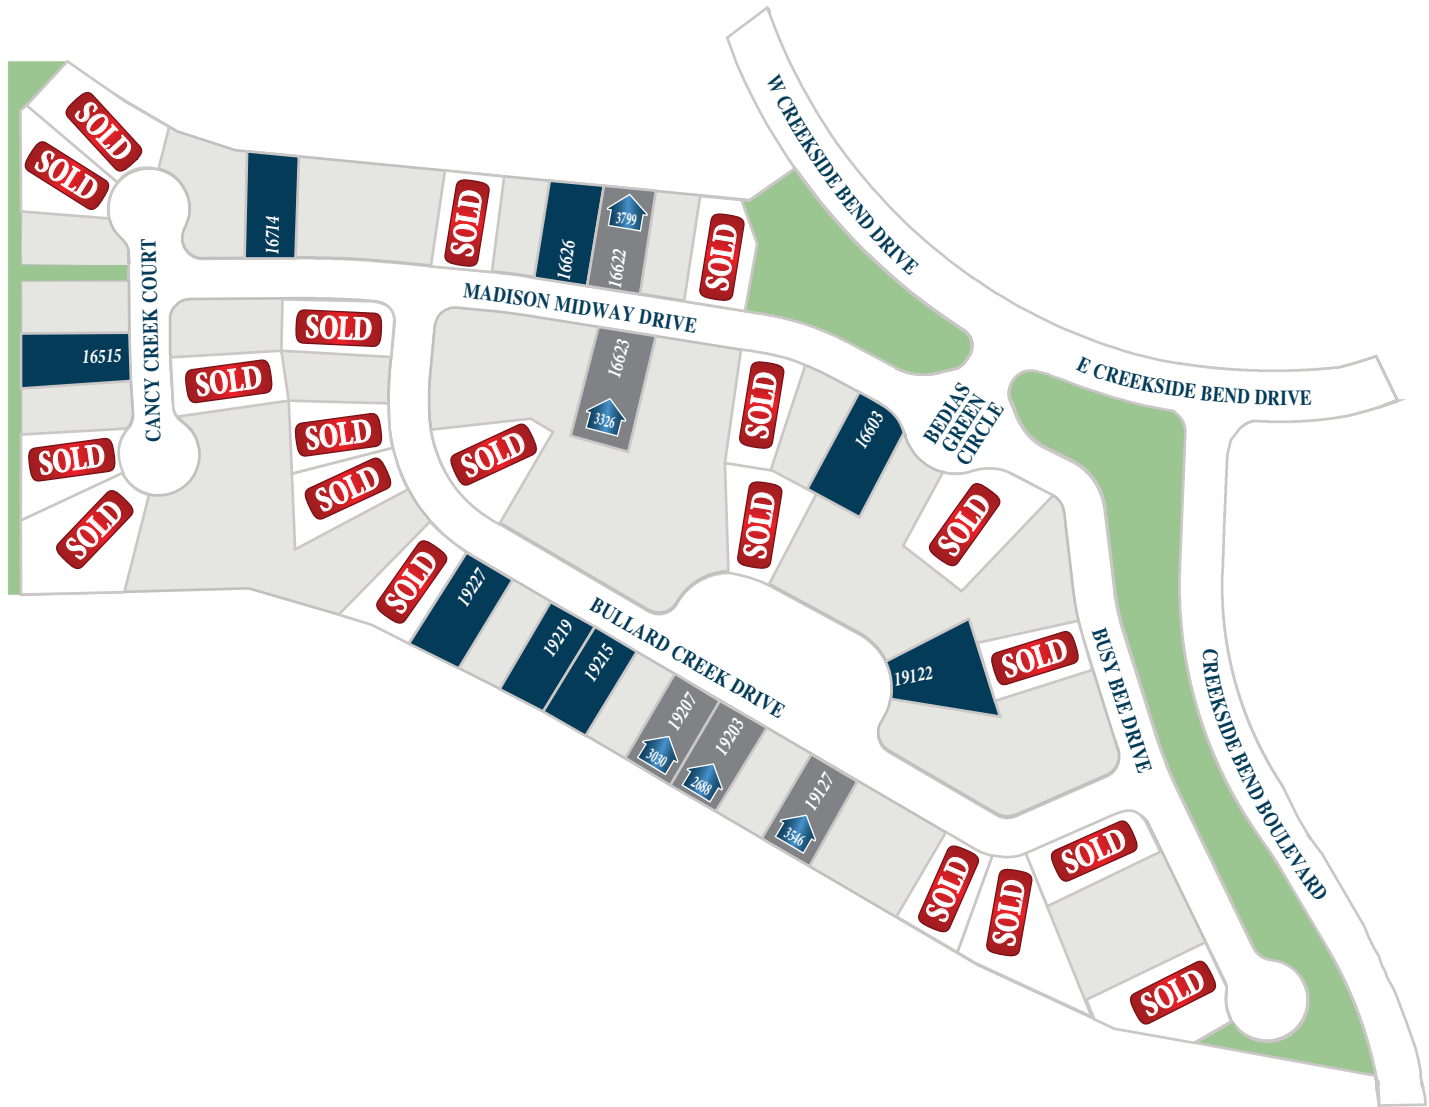 W CREEKSIDE BEND DRIVE
SOLD
SOLD
16714
SOLD
16626
3799
16622
SOLD
CANCY CREEK COURT
MADISON MIDWAY DRIVE
SOLD
16515
SOLD
16623
3326
SOLD
16603
BEDIAS
GREEN
CIRCLE
E CREEKSIDE BEND DRIVE
SOLD
SOLD
SOLD
SOLD
SOLD
SOLD
SOLD
SOLD
SOLD
19227
19219
19215
BULLARD CREEK DRIVE
19122
SOLD
BUSY BEE DRIVE
CREEKSIDE BEND BOULEVARD
19207
3030
19203
2688
19127
3546
SOLD
SOLD
SOLD
SOLD